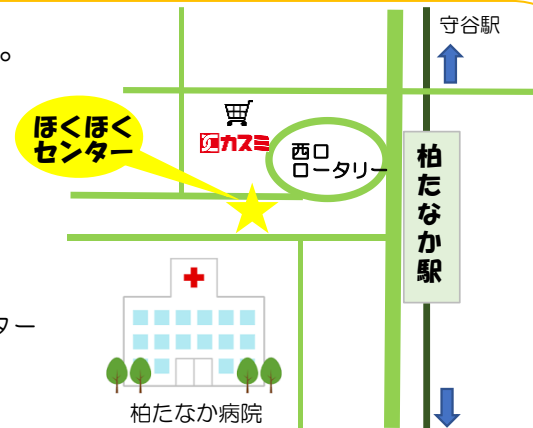 守谷駅
。
ほくほく
センター
カスミ
西口
ロータリー
柏たなか駅
ター
柏たなか病院